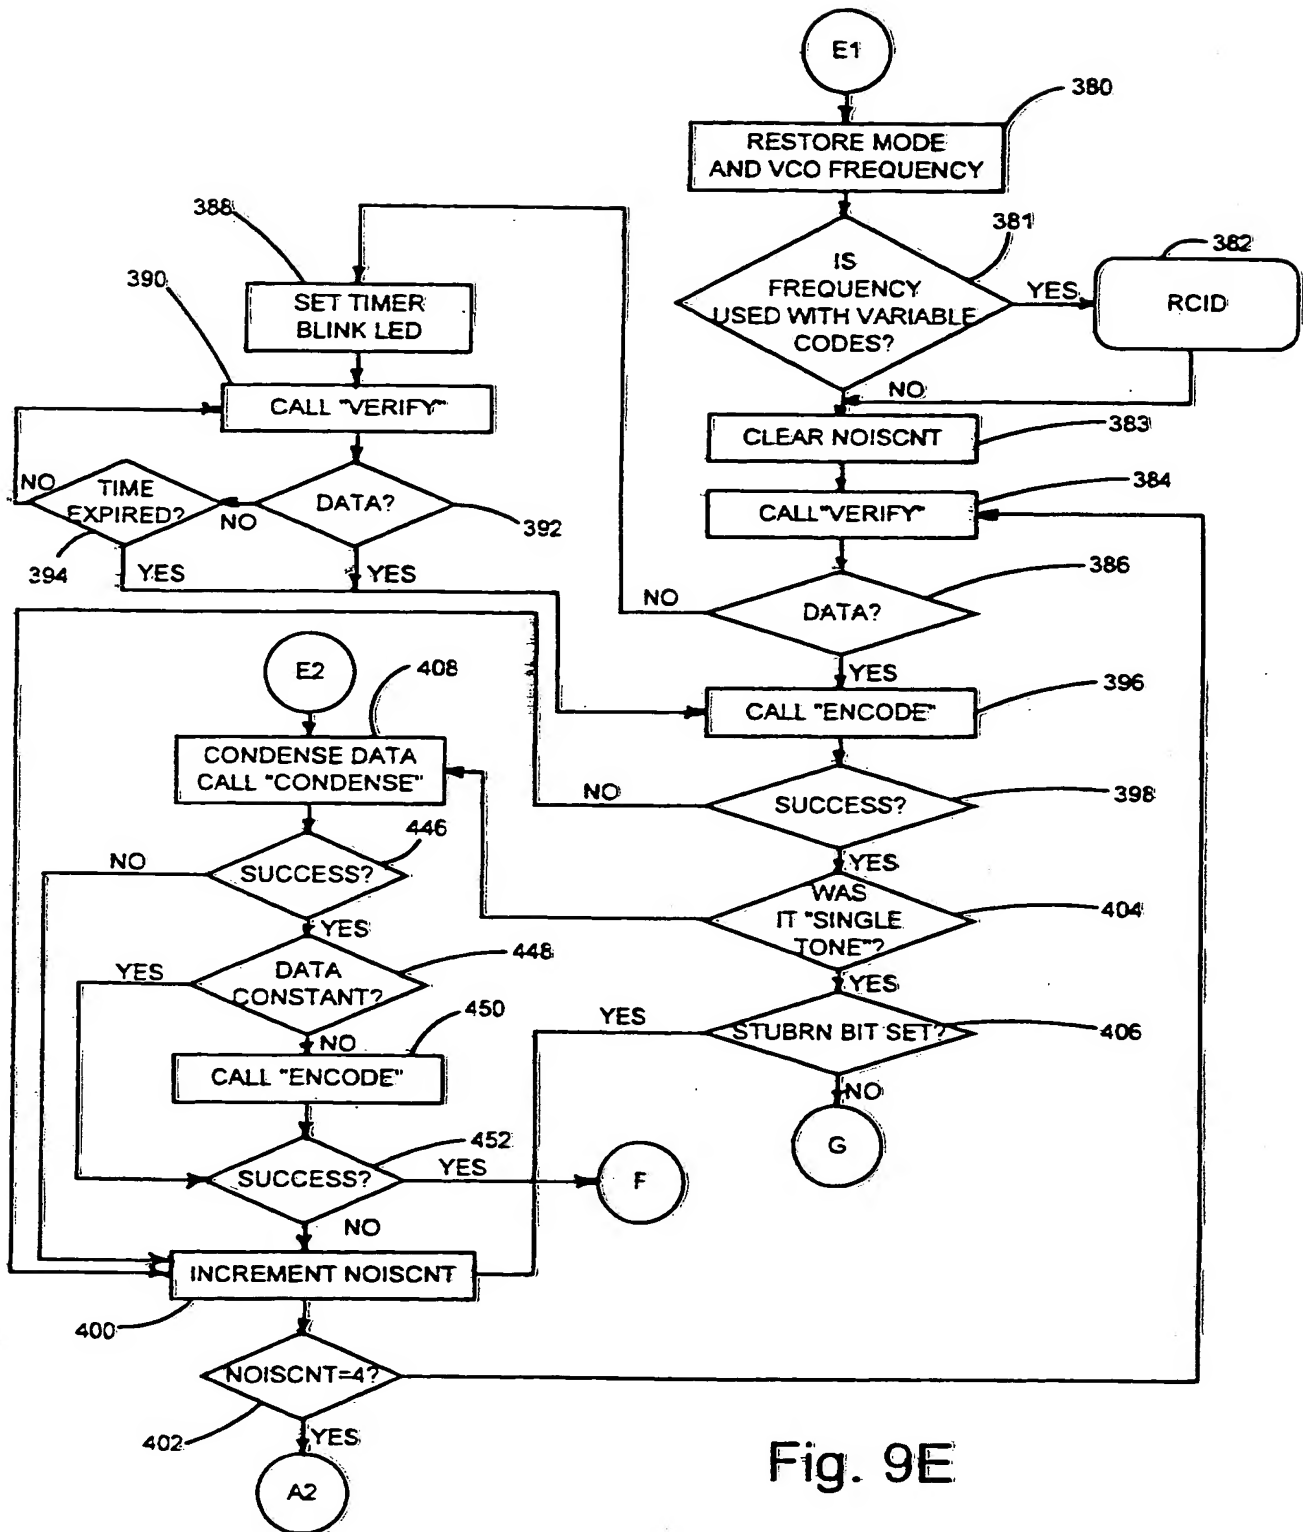 E1
380
RESTORE MODE
AND VCO FREQUENCY
381
IS
FREQUENCY
USED WITH VARIABLE
CODES?
YES
382
RCID
NO
388
SET TIMER
BLINK LED
390
CALL "VERIFY"
NO
TIME
EXPIRED?
NO
DATA?
392
394
YES
YES
CLEAR NOISCNT
383
384
CALL"VERIFY"
386
NO
DATA?
YES
396
CALL "ENCODE"
NO
SUCCESS?
398
YES
WAS
IT "SINGLE
TONE"?
404
YES
YES
STUBRN BIT SET?
406
NO
G
E2
408
CONDENSE DATA
CALL "CONDENSE"
446
NO
SUCCESS?
YES
448
YES
DATA
CONSTANT?
450
NO
CALL "ENCODE"
452
SUCCESS?
YES
F
NO
INCREMENT NOISCNT
400
NOISCNT=4?
402
YES
A2
Fig. 9E